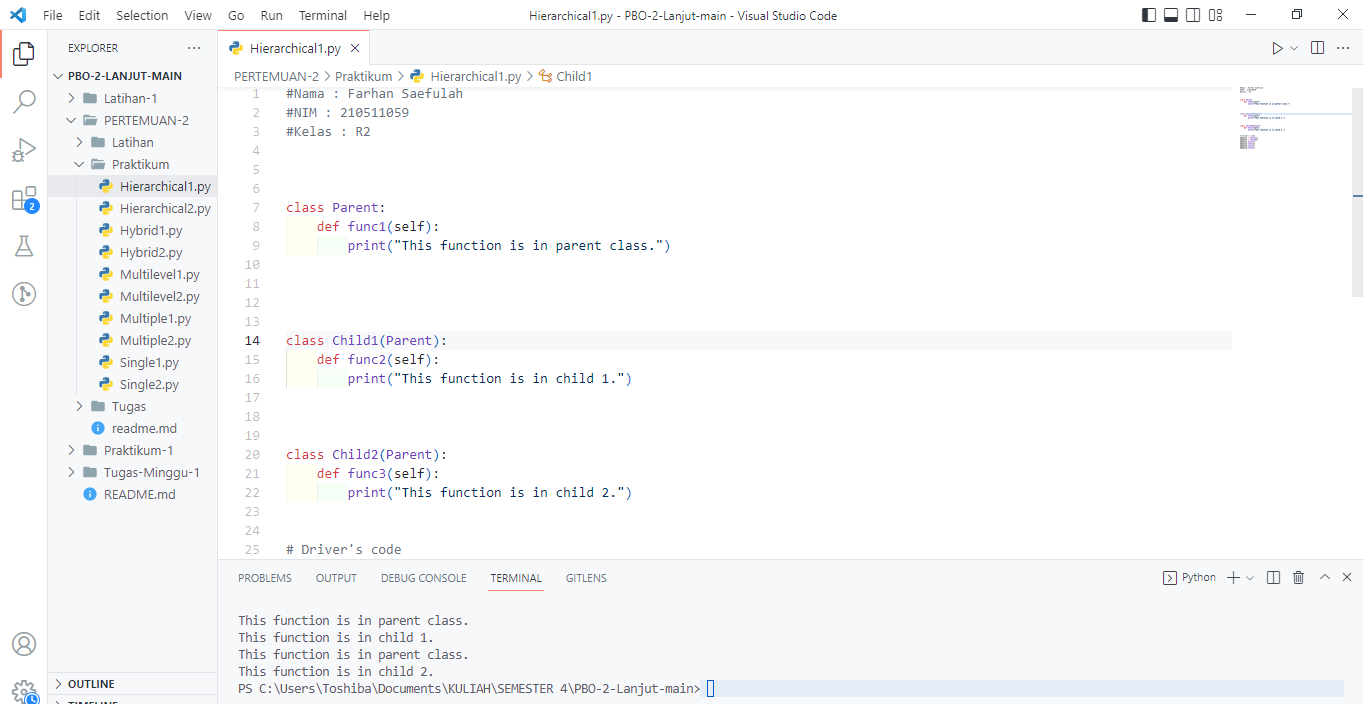 File Edit Selection View Go Run Terminal Help Hierarchical1.py - PBO-2-Lanjut-main - Visual Studio Code
EXPLORER
PBO-2-LANJUT-MAIN
Latihan-1
PERTEMUAN-2
Latihan
Praktikum
Hierarchical1.py
Hierarchical2.py
Hybrid1.py
Hybrid2.py
Multilevel1.py
Multilevel2.py
Multiple1.py
Multiple2.py
Single1.py
Single2.py
Tugas
readme.md
Praktikum-1
Tugas-Minggu-1
README.md
OUTLINE
TIMELINE
2
Hierarchical1.py
PERTEMUAN-2 > Praktikum > Hierarchical1.py > Child1
1 #Nama : Farhan Saefulah
2 #NIM : 210511059
3 #Kelas : R2
4
5
6
7 class Parent:
8     def func1(self):
9         print("This function is in parent class.")
10
11
12
13
14 class Child1(Parent):
15     def func2(self):
16         print("This function is in child 1.")
17
18
19
20 class Child2(Parent):
21     def func3(self):
22         print("This function is in child 2.")
23
24
25 # Driver's code
PROBLEMS OUTPUT DEBUG CONSOLE TERMINAL GITLENS Python
This function is in parent class.
This function is in child 1.
This function is in parent class.
This function is in child 2.
PS C:\Users\Toshiba\Documents\KULIAH\SEMESTER 4\PBO-2-Lanjut-main>